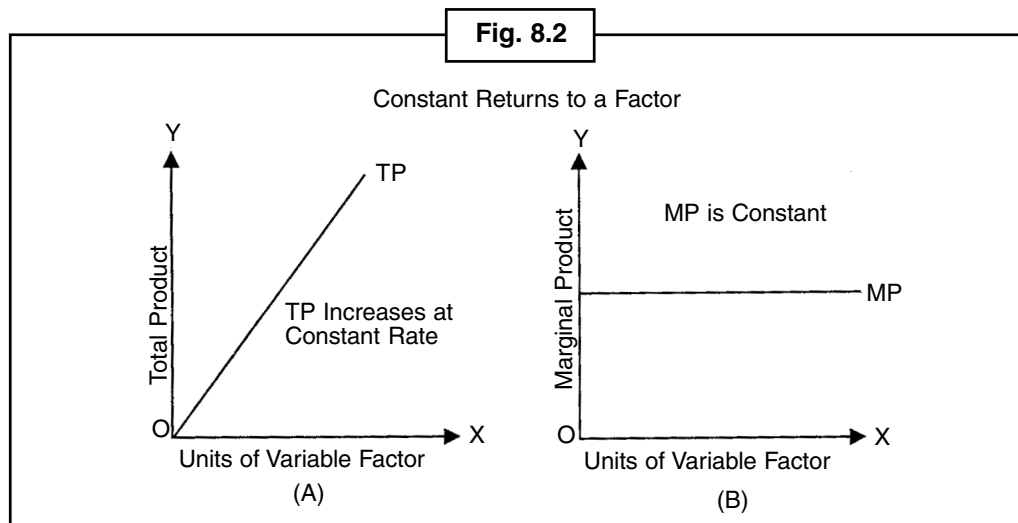 Fig. 8.2
Constant Returns to a Factor
Y
TP
Total Product
TP Increases at
Constant Rate
O
X
Units of Variable Factor
(A)
Y
MP is Constant
Marginal Product
MP
O
X
Units of Variable Factor
(B)